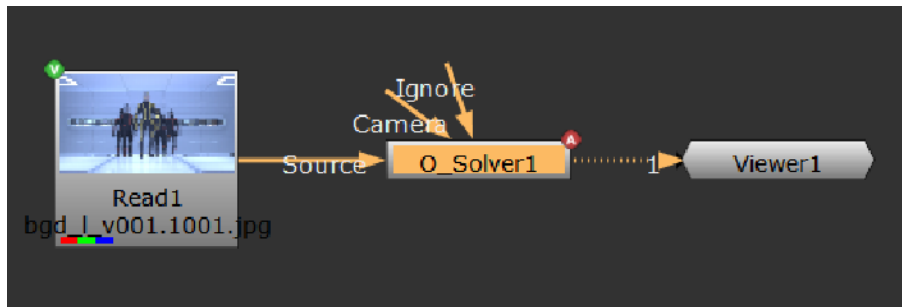 V
Ignore
Camera
A
Source
O_Solver1
1
Viewer1
Read1
bgd_l_v001.1001.jpg